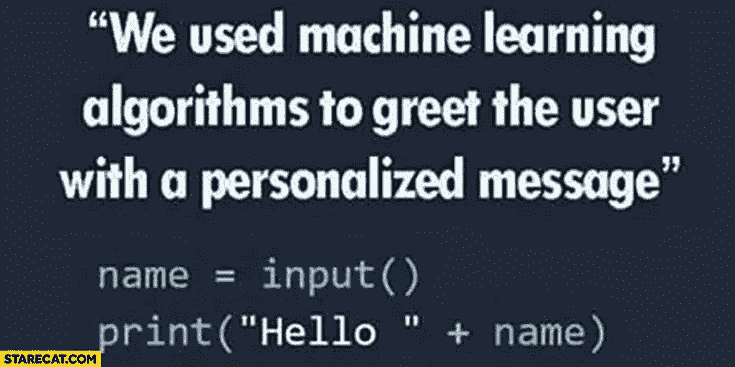 “We used machine learning
algorithms to greet the user
with a personalized message”
name = input()
print("Hello " + name)
STARECAT.COM